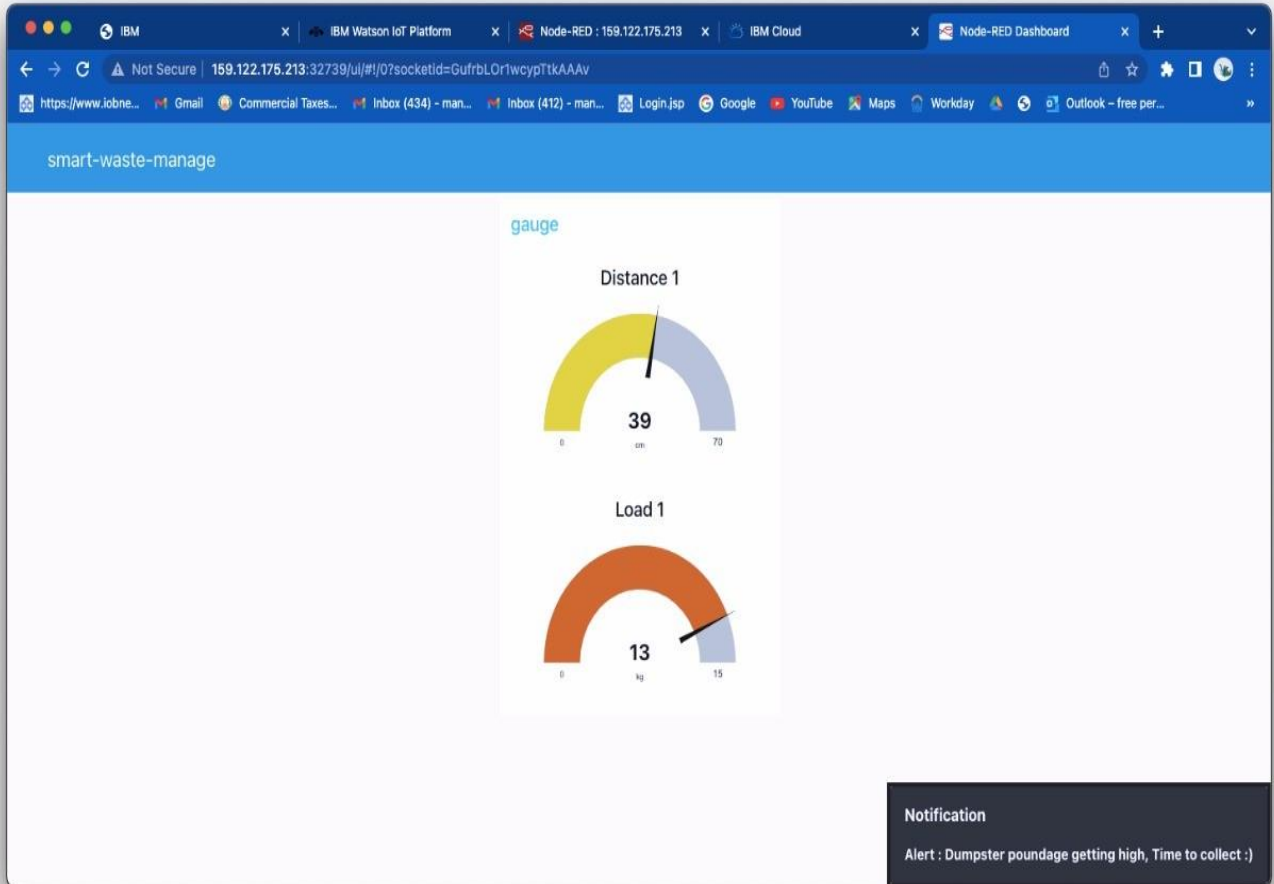 IBM
IBM Watson IoT Platform
Node-RED : 159.122.175.213
IBM Cloud
Node-RED Dashboard
Not Secure
159.122.175.213:32739/ui/#!/0?socketid=GufrbLOr1wcypTtkAAAv
https://www.iobne...
Gmail
Commercial Taxes...
Inbox (434) - man...
Inbox (412) - man...
Login.jsp
Google
YouTube
Maps
Workday
Outlook – free per...
smart-waste-manage
gauge
Distance 1
39
0 cm 70
Load 1
13
0 kg 15
Notification
Alert : Dumpster poundage getting high, Time to collect :)